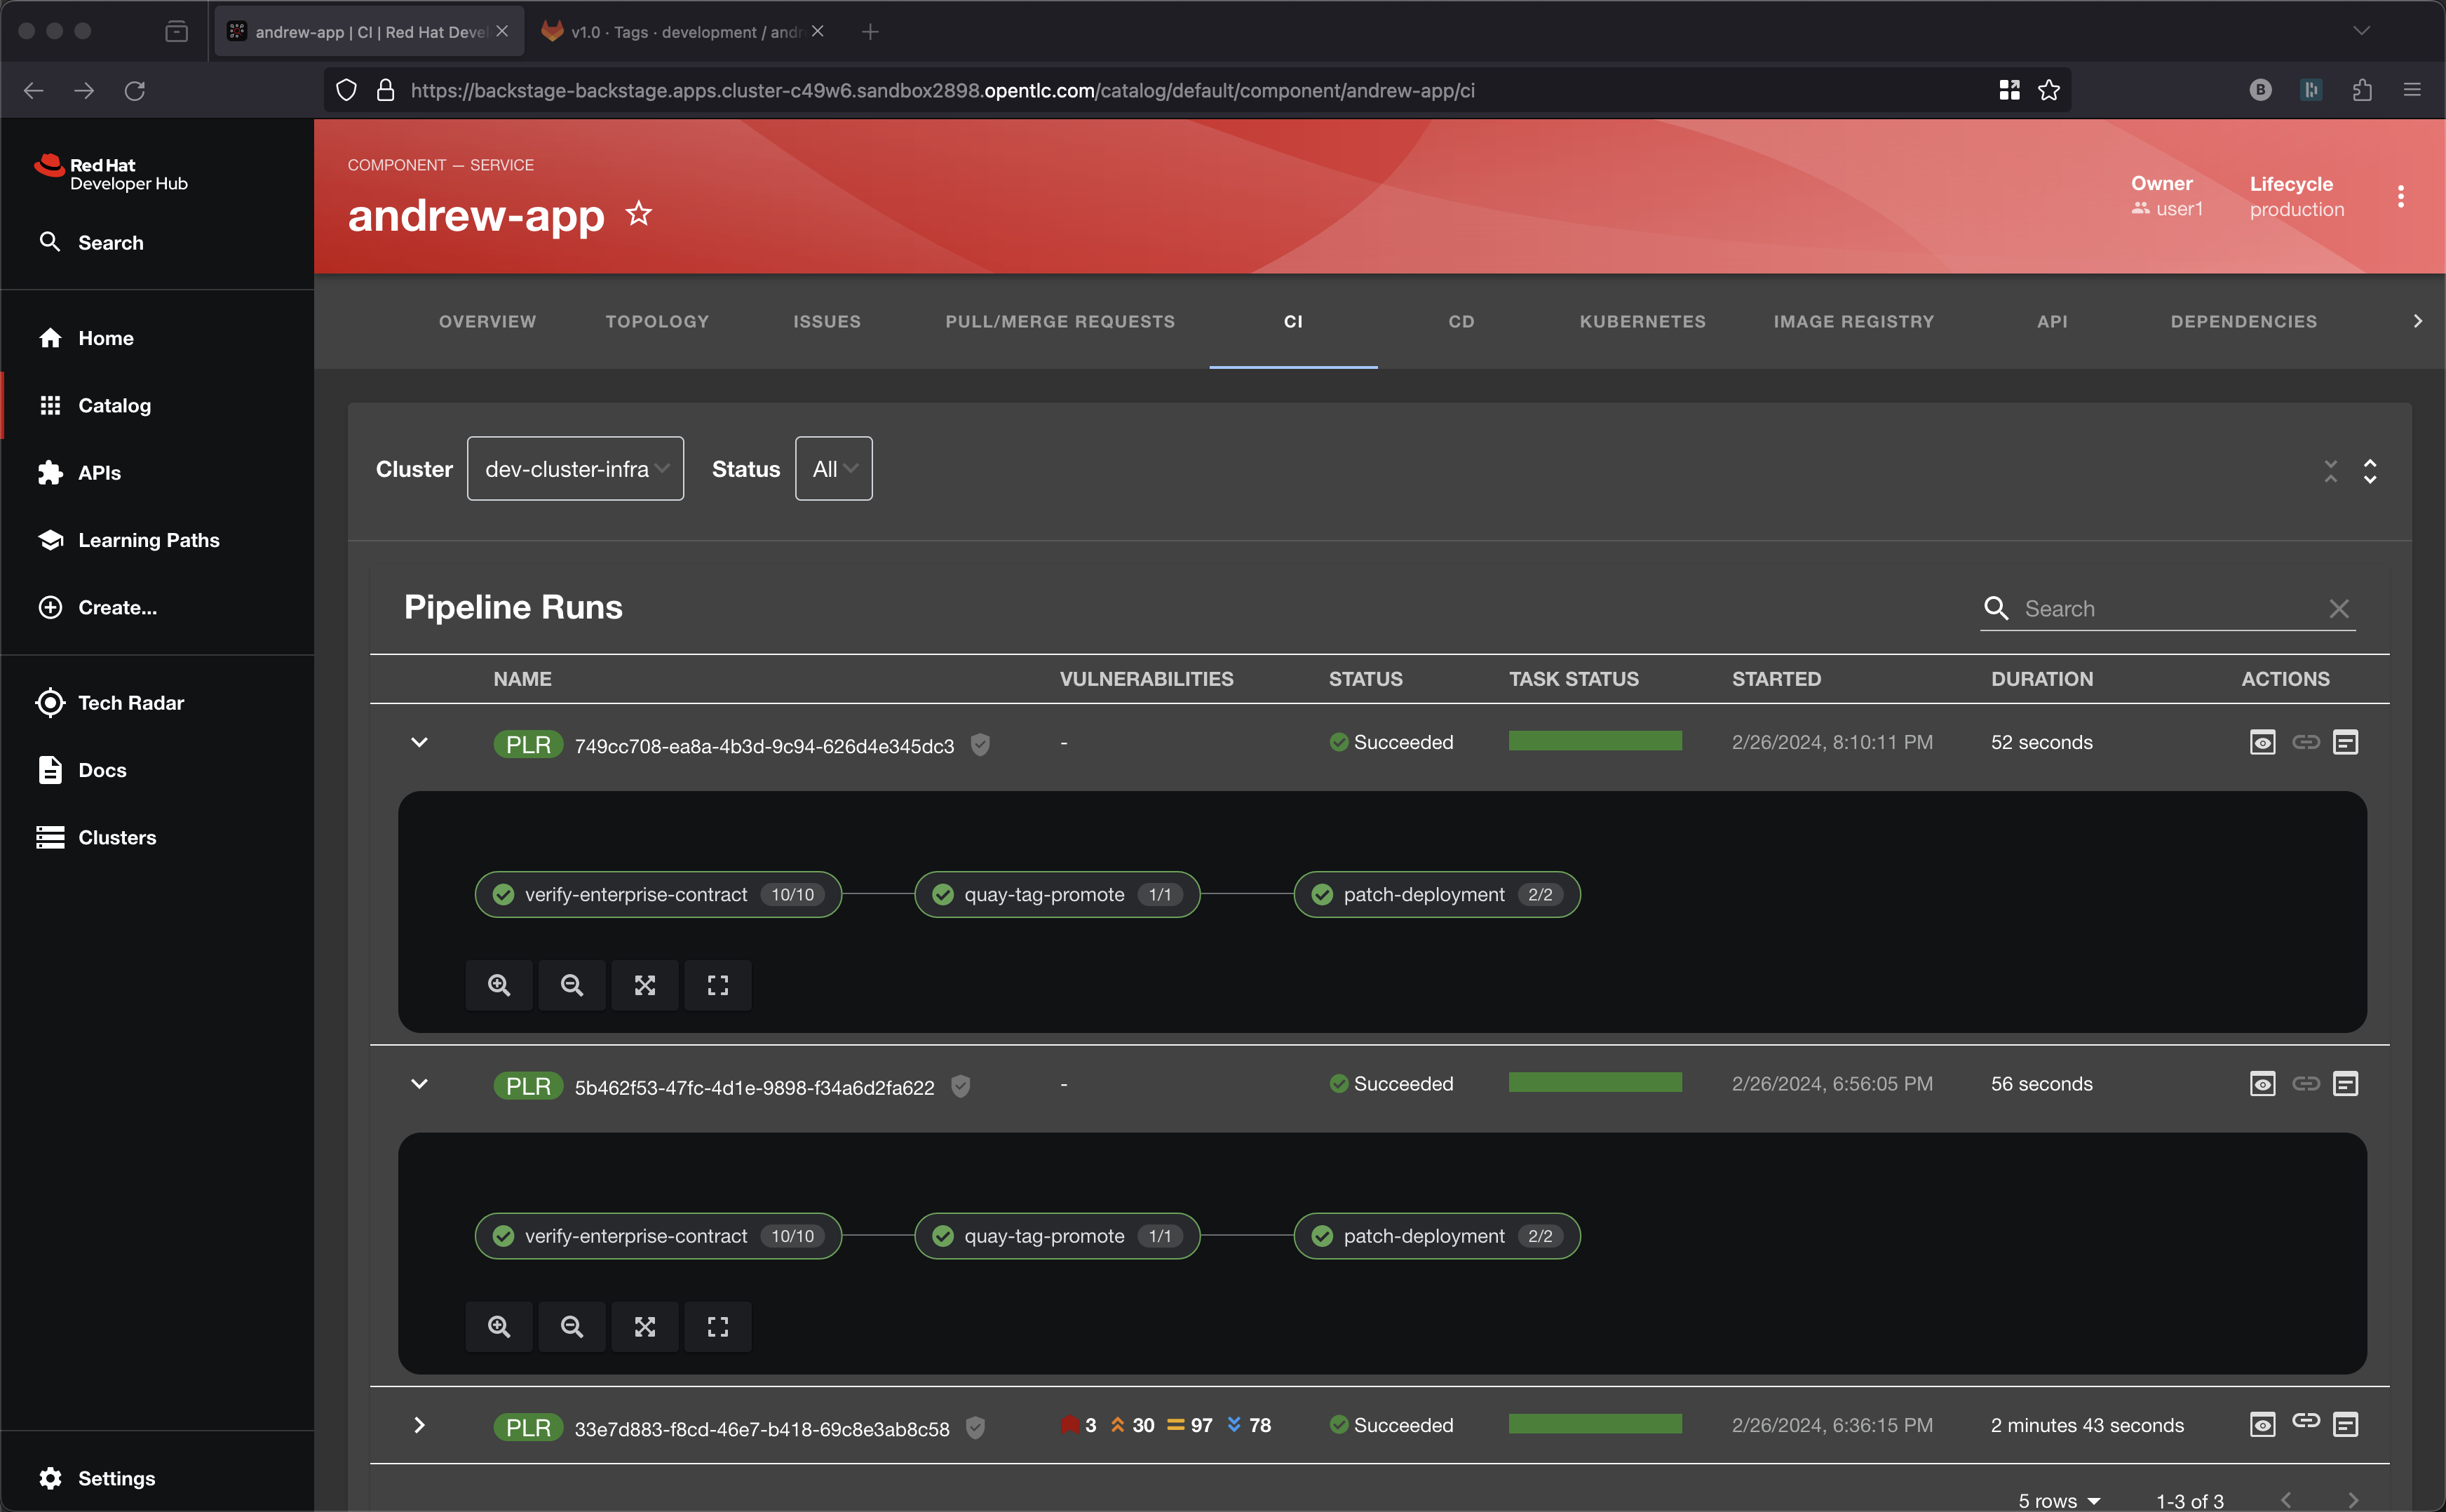 andrew-app | CI | Red Hat Devel
v1.0 · Tags · development / andr
https://backstage-backstage.apps.cluster-c49w6.sandbox2898.opentlc.com/catalog/default/component/andrew-app/ci
B
Red Hat
Developer Hub
Search
Home
Catalog
APIs
Learning Paths
Create...
Tech Radar
Docs
Clusters
Settings
COMPONENT — SERVICE
andrew-app
Owner
user1
Lifecycle
production
OVERVIEW TOPOLOGY ISSUES PULL/MERGE REQUESTS CI CD KUBERNETES IMAGE REGISTRY API DEPENDENCIES
Cluster dev-cluster-infra Status All
Pipeline Runs
Search
NAME VULNERABILITIES STATUS TASK STATUS STARTED DURATION ACTIONS
PLR 749cc708-ea8a-4b3d-9c94-626d4e345dc3 - Succeeded 2/26/2024, 8:10:11 PM 52 seconds
verify-enterprise-contract 10/10 quay-tag-promote 1/1 patch-deployment 2/2
PLR 5b462f53-47fc-4d1e-9898-f34a6d2fa622 - Succeeded 2/26/2024, 6:56:05 PM 56 seconds
verify-enterprise-contract 10/10 quay-tag-promote 1/1 patch-deployment 2/2
PLR 33e7d883-f8cd-46e7-b418-69c8e3ab8c58 3 30 97 78 Succeeded 2/26/2024, 6:36:15 PM 2 minutes 43 seconds
5 rows 1-3 of 3